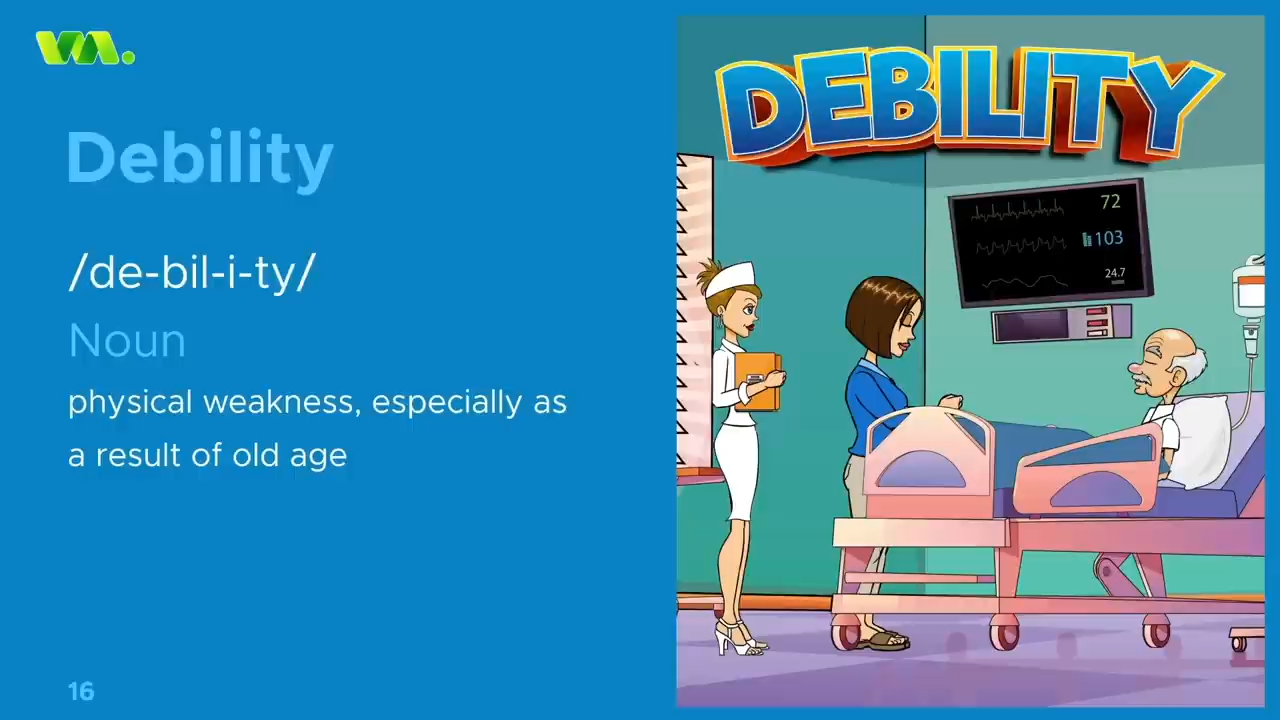 VA.
Debility
/de-bil-i-ty/
Noun
physical weakness, especially as
a result of old age
16
DEBILITY
72
103
24.7